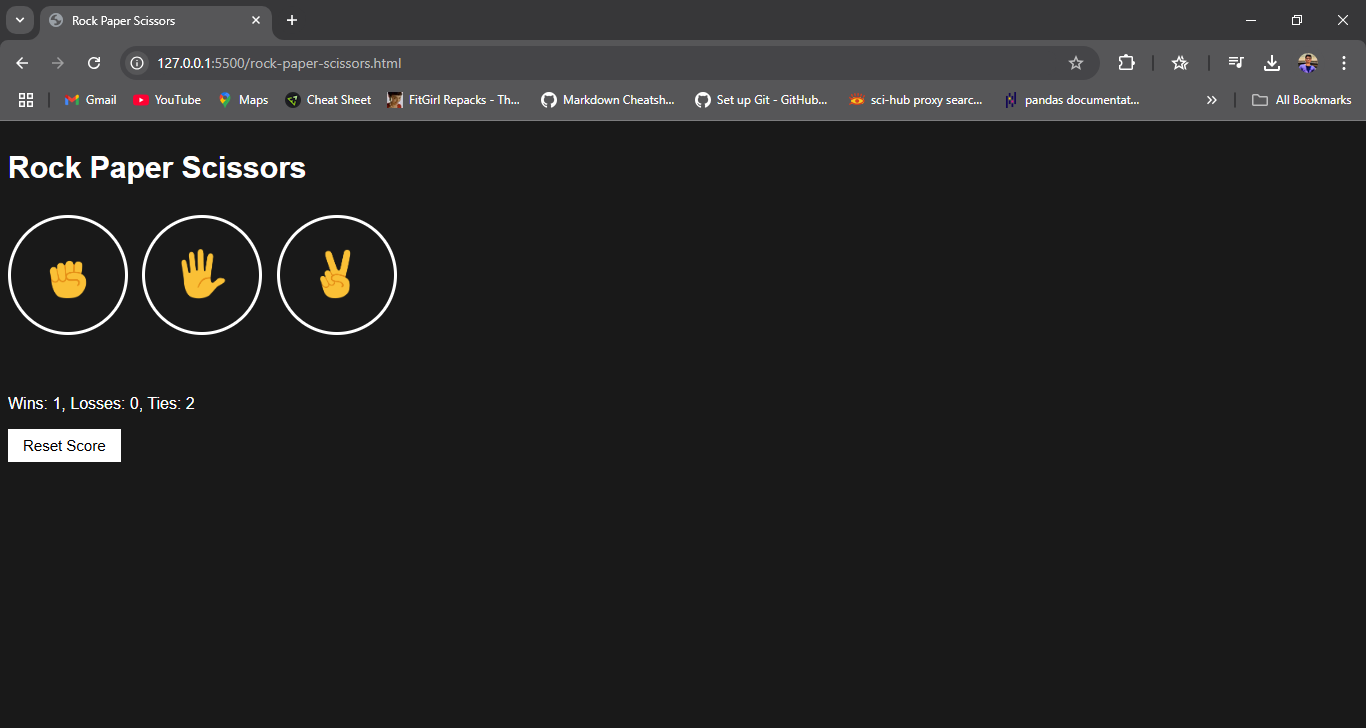 Rock Paper Scissors
127.0.0.1:5500/rock-paper-scissors.html
Gmail YouTube Maps Cheat Sheet FitGirl Repacks - Th... Markdown Cheatsh... Set up Git - GitHub... sci-hub proxy searc... pandas documentat... All Bookmarks
Rock Paper Scissors
Wins: 1, Losses: 0, Ties: 2
Reset Score